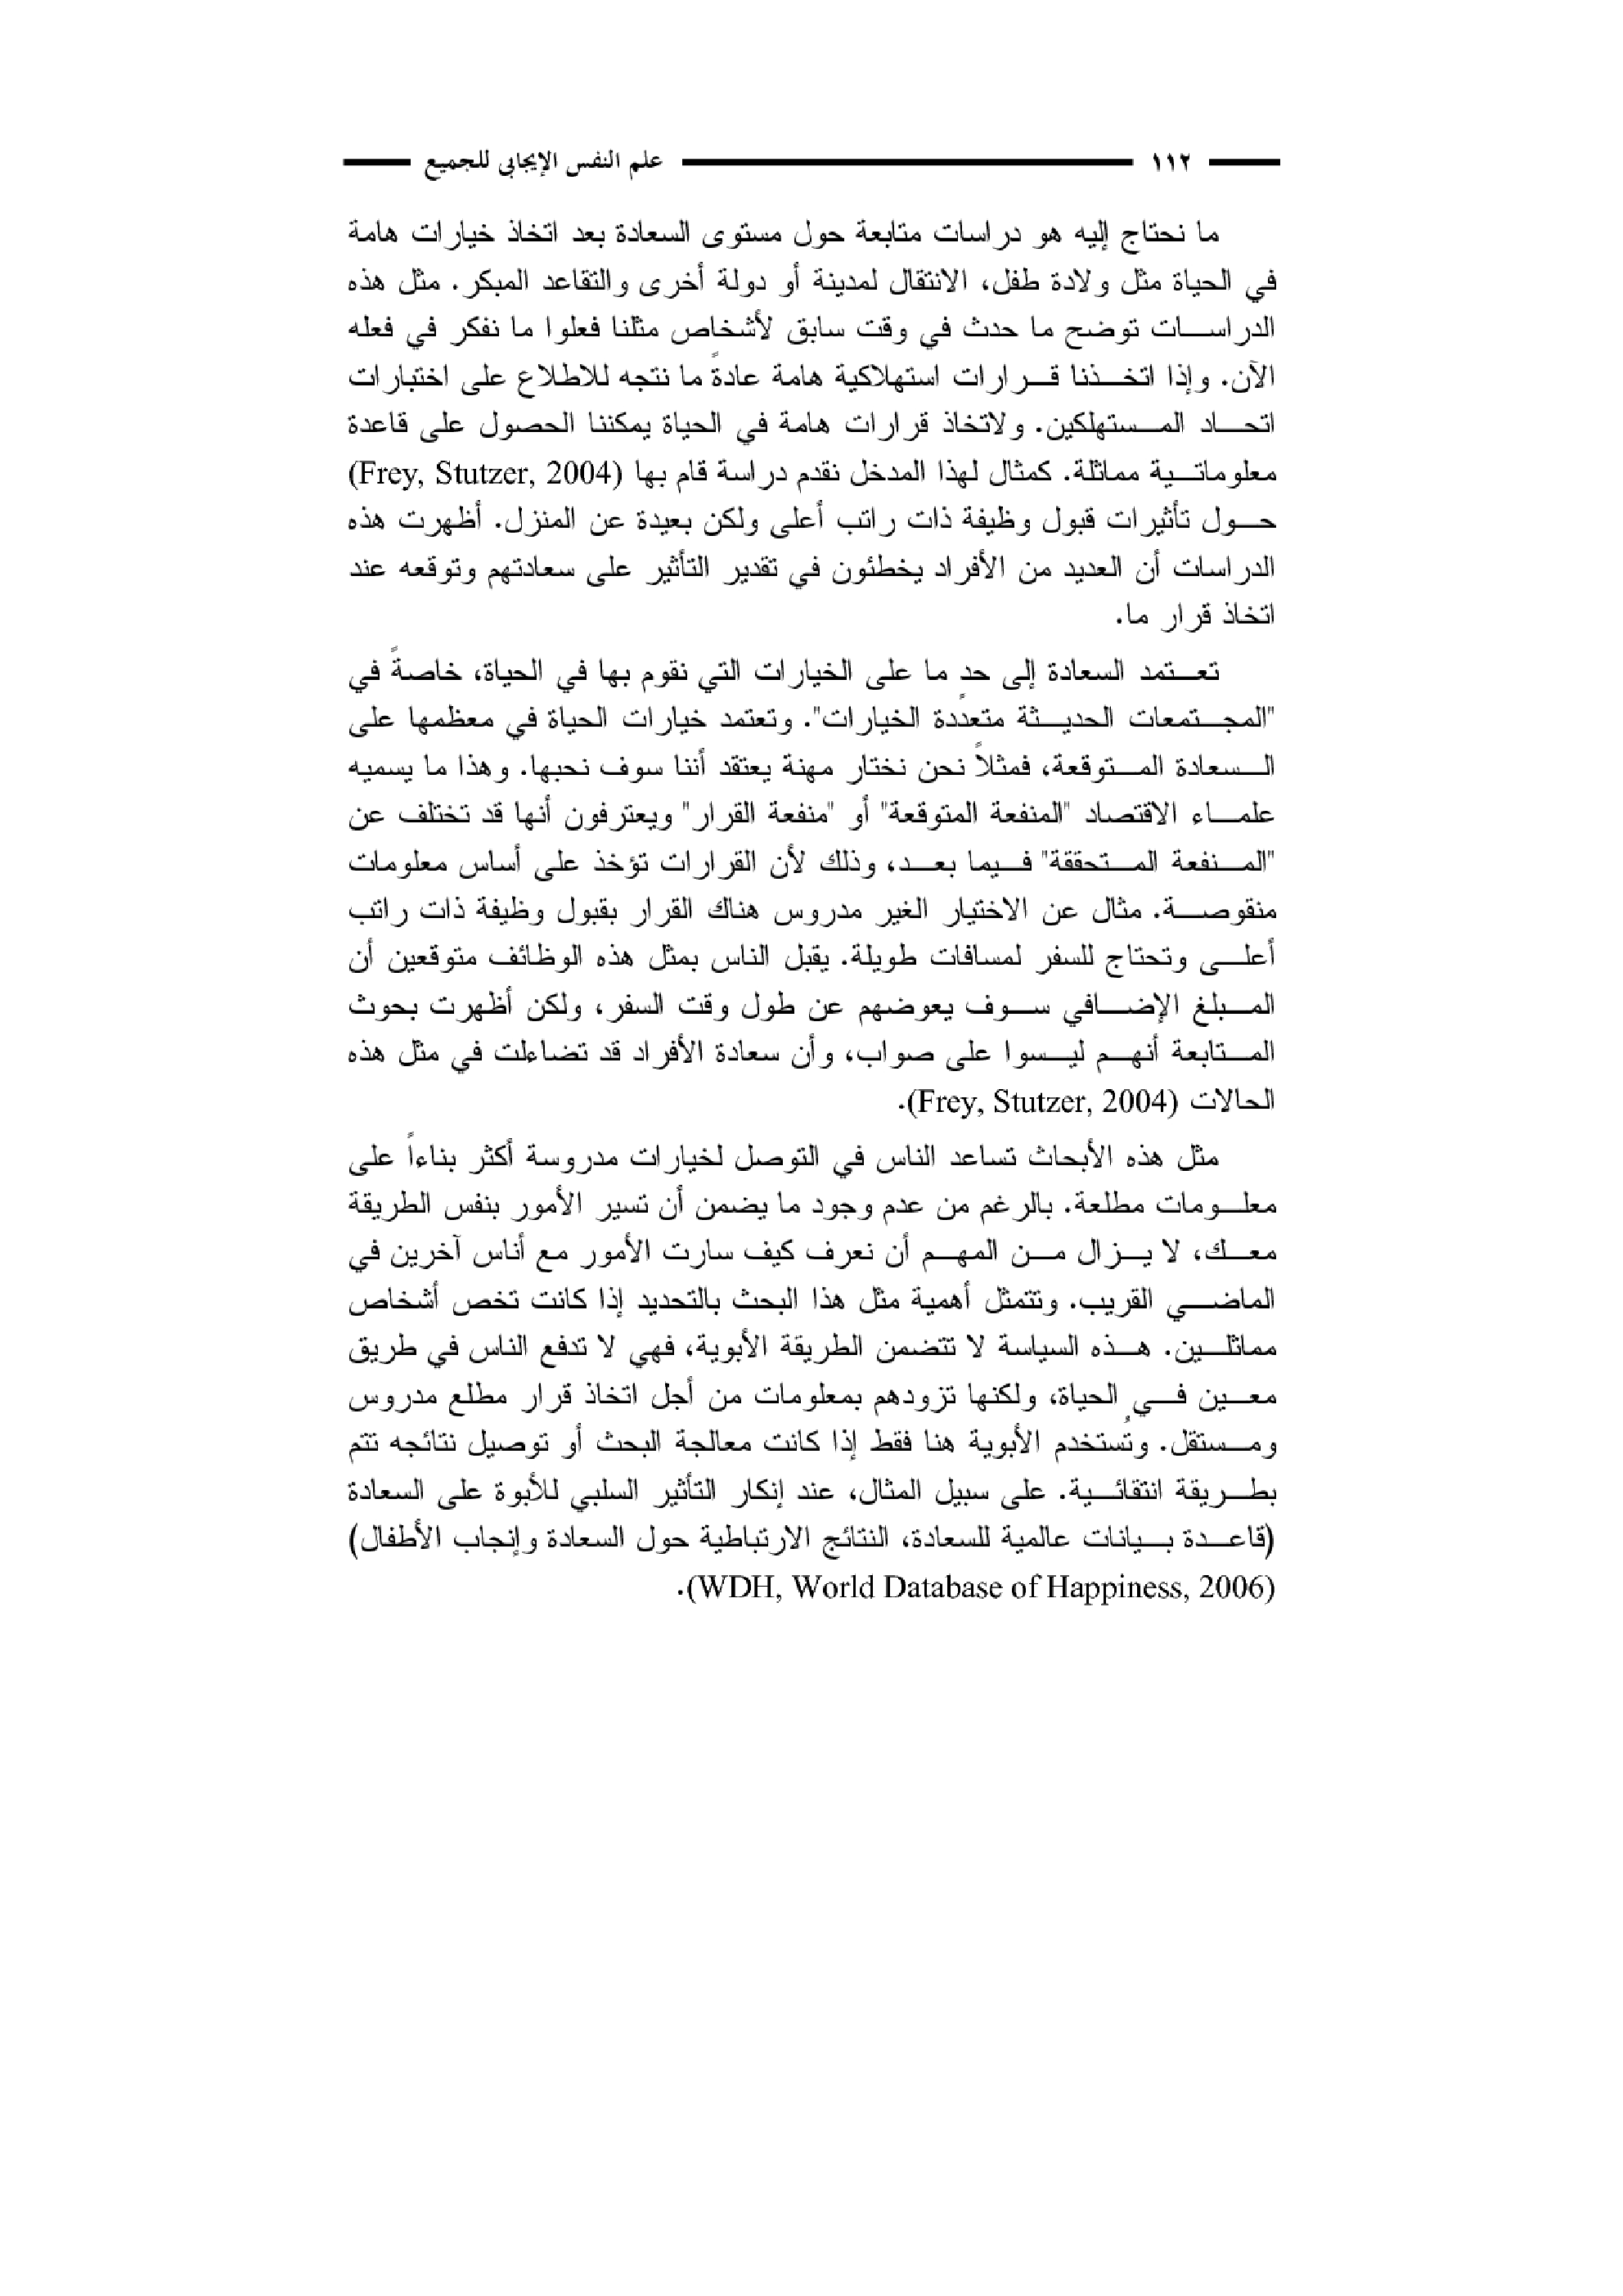 ١١٢ علم النفس الإيجابي للجميع
ما نحتاج إليه هو دراسات متابعة حول مستوى السعادة بعد اتخاذ خيارات هامة
في الحياة مثل ولادة طفل، الانتقال لمدينة أو دولة أخرى والتقاعد المبكر. مثل هذه
الدراسات توضح ما حدث في وقت سابق لأشخاص مثلنا فعلوا ما نفكر في فعله
الآن. وإذا اتخذنا قرارات استهلاكية هامة عادةً ما نتجه للاطلاع على اختبارات
اتحاد المستهلكين. ولاتخاذ قرارات هامة في الحياة يمكننا الحصول على قاعدة
معلوماتية مماثلة. كمثال لهذا المدخل نقدم دراسة قام بها (Frey, Stutzer, 2004)
حول تأثيرات قبول وظيفة ذات راتب أعلى ولكن بعيدة عن المنزل. أظهرت هذه
الدراسات أن العديد من الأفراد يخطئون في تقدير التأثير على سعادتهم وتوقعه عند
اتخاذ قرار ما.
تعتمد السعادة إلى حدٍ ما على الخيارات التي نقوم بها في الحياة، خاصةً في
"المجتمعات الحديثة متعددة الخيارات". وتعتمد خيارات الحياة في معظمها على
السعادة المتوقعة، فمثلاً نحن نختار مهنة يعتقد أننا سوف نحبها. وهذا ما يسميه
علماء الاقتصاد "المنفعة المتوقعة" أو "منفعة القرار" ويعترفون أنها قد تختلف عن
"المنفعة المتحققة" فيما بعد، وذلك لأن القرارات تؤخذ على أساس معلومات
منقوصة. مثال عن الاختيار الغير مدروس هناك القرار بقبول وظيفة ذات راتب
أعلى وتحتاج للسفر لمسافات طويلة. يقبل الناس بمثل هذه الوظائف متوقعين أن
المبلغ الإضافي سوف يعوضهم عن طول وقت السفر، ولكن أظهرت بحوث
المتابعة أنهم ليسوا على صواب، وأن سعادة الأفراد قد تضاءلت في مثل هذه
الحالات (Frey, Stutzer, 2004).
مثل هذه الأبحاث تساعد الناس في التوصل لخيارات مدروسة أكثر بناءاً على
معلومات مطلعة. بالرغم من عدم وجود ما يضمن أن تسير الأمور بنفس الطريقة
معك، لا يزال من المهم أن نعرف كيف سارت الأمور مع أناس آخرين في
الماضي القريب. وتتمثل أهمية مثل هذا البحث بالتحديد إذا كانت تخص أشخاص
مماثلين. هذه السياسة لا تتضمن الطريقة الأبوية، فهي لا تدفع الناس في طريق
معين في الحياة، ولكنها تزودهم بمعلومات من أجل اتخاذ قرار مطلع مدروس
ومستقل. وتُستخدم الأبوية هنا فقط إذا كانت معالجة البحث أو توصيل نتائجه تتم
بطريقة انتقائية. على سبيل المثال، عند إنكار التأثير السلبي للأبوة على السعادة
(قاعدة بيانات عالمية للسعادة، النتائج الارتباطية حول السعادة وإنجاب الأطفال)
(WDH, World Database of Happiness, 2006).